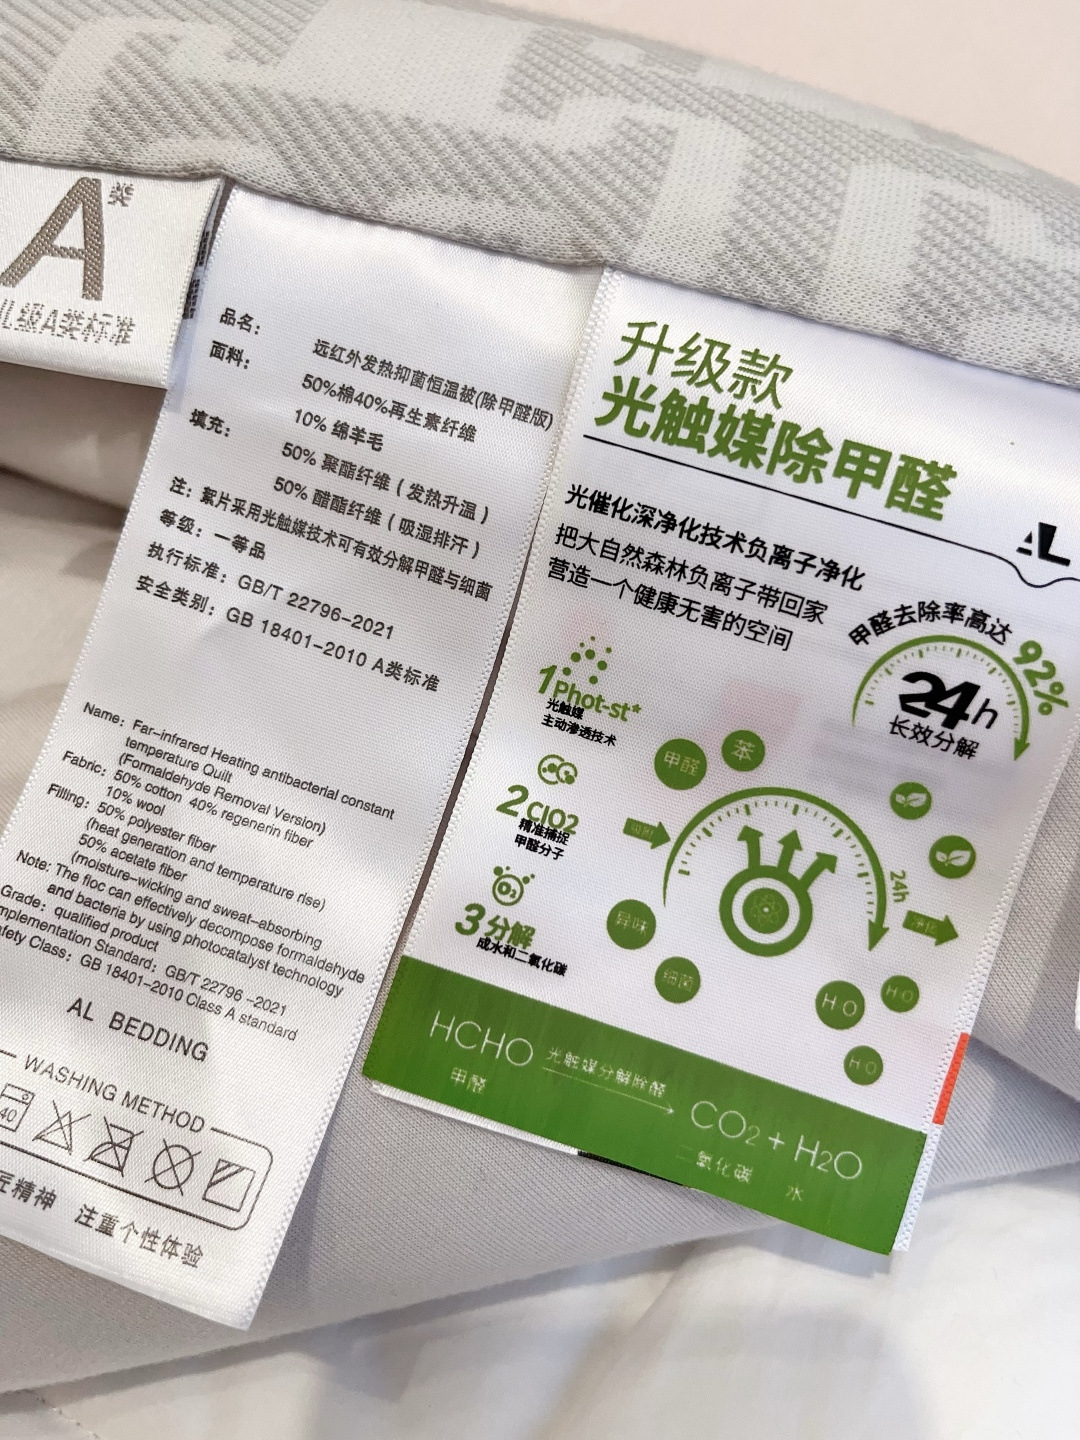 A类
级A类标准
品名：
远红外发热抑菌恒温被(除甲醛版)
面料：
50%棉40%再生素纤维
10% 绵羊毛
填充：
50% 聚酯纤维（发热升温）
50% 醋酯纤维（吸湿排汗）
注：絮片采用光触媒技术可有效分解甲醛与细菌
等级：一等品
执行标准：GB/T 22796-2021
安全类别：GB 18401-2010 A类标准
Name：Far-infrared Heating antibacterial constant
temperature Quilt
(Formaldehyde Removal Version)
Fabric：50% cotton 40% regenerin fiber
10% wool
Filling：50% polyester fiber
(heat generation and temperature rise)
50% acetate fiber
(moisture-wicking and sweat-absorbing
Note：The floc can effectively decompose formaldehyde
and bacteria by using photocatalyst technology
Grade：qualified product
mplementation Standard：GB/T 22796 -2021
afety Class：GB 18401-2010 Class A standard
AL BEDDING
WASHING METHOD
40
匠精神 注重个性体验
升级款
光触媒除甲醛
AL
光催化深净化技术负离子净化
把大自然森林负离子带回家
营造一个健康无害的空间
甲醛去除率高达92%
24h
长效分解
1Phot-st*
光触媒
主动渗透技术
2ClO2
精准捕捉
甲醛分子
O2
3分解
成水和二氧化碳
甲醛
苯
异味
细菌
24h
净化
H O
H O
H O
HCHO 光触媒分解除醛 CO2 + H2O
甲醛 二氧化碳 水